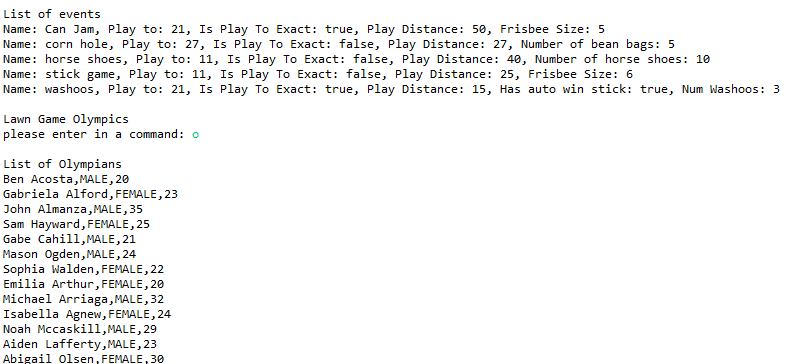 List of events
Name: Can Jam, Play to: 21, Is Play To Exact: true, Play Distance: 50, Frisbee Size: 5
Name: corn hole, Play to: 27, Is Play To Exact: false, Play Distance: 27, Number of bean bags: 5
Name: horse shoes, Play to: 11, Is Play To Exact: false, Play Distance: 40, Number of horse shoes: 10
Name: stick game, Play to: 11, Is Play To Exact: false, Play Distance: 25, Frisbee Size: 6
Name: washoos, Play to: 21, Is Play To Exact: true, Play Distance: 15, Has auto win stick: true, Num Washoos: 3
Lawn Game Olympics
please enter in a command: o
List of Olympians
Ben Acosta,MALE,20
Gabriela Alford,FEMALE,23
John Almanza,MALE,35
Sam Hayward,FEMALE,25
Gabe Cahill,MALE,21
Mason Ogden,MALE,24
Sophia Walden,FEMALE,22
Emilia Arthur,FEMALE,20
Michael Arriaga,MALE,32
Isabella Agnew,FEMALE,24
Noah Mccaskill,MALE,29
Aiden Lafferty,MALE,23
Abigail Olsen,FEMALE,30